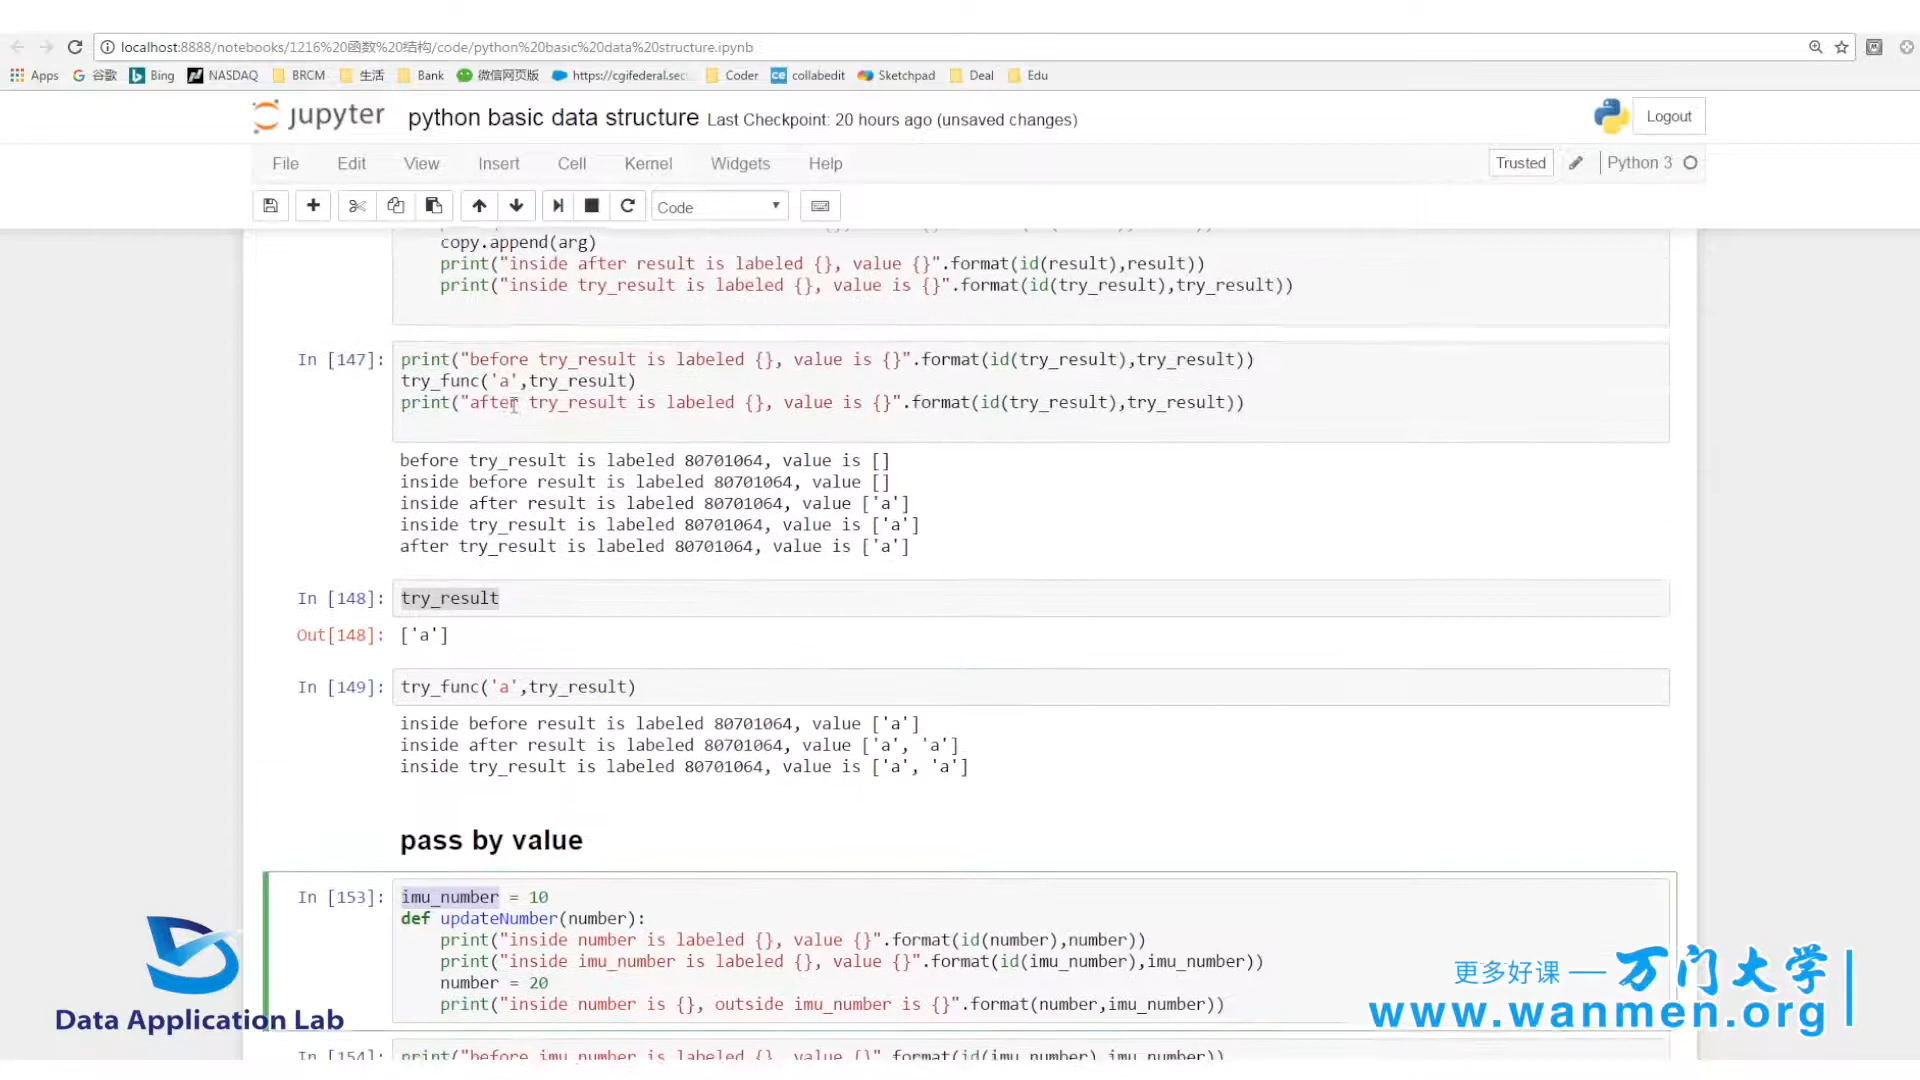 localhost:8888/notebooks/1216%20函数%20结构/code/python%20basic%20data%20structure.ipynb
Apps 谷歌 Bing NASDAQ BRCM 生活 Bank 微信网页版 https://cgifederal.sec Coder collabedit Sketchpad Deal Edu
jupyter python basic data structure Last Checkpoint: 20 hours ago (unsaved changes) Logout
File Edit View Insert Cell Kernel Widgets Help Trusted Python 3
Code
copy.append(arg)
print("inside after result is labeled {}, value {}".format(id(result),result))
print("inside try_result is labeled {}, value is {}".format(id(try_result),try_result))
In [147]: print("before try_result is labeled {}, value is {}".format(id(try_result),try_result))
try_func('a',try_result)
print("after try_result is labeled {}, value is {}".format(id(try_result),try_result))
before try_result is labeled 80701064, value is []
inside before result is labeled 80701064, value []
inside after result is labeled 80701064, value ['a']
inside try_result is labeled 80701064, value is ['a']
after try_result is labeled 80701064, value is ['a']
In [148]: try_result
Out[148]: ['a']
In [149]: try_func('a',try_result)
inside before result is labeled 80701064, value ['a']
inside after result is labeled 80701064, value ['a', 'a']
inside try_result is labeled 80701064, value is ['a', 'a']
pass by value
In [153]: imu_number = 10
def updateNumber(number):
print("inside number is labeled {}, value {}".format(id(number),number))
print("inside imu_number is labeled {}, value {}".format(id(imu_number),imu_number))
number = 20
print("inside number is {}, outside imu_number is {}".format(number,imu_number))
In [154]: print("before imu_number is labeled {}, value {}".format(id(imu_number),imu_number))
Data Application Lab
更多好课 — 万门大学
www.wanmen.org